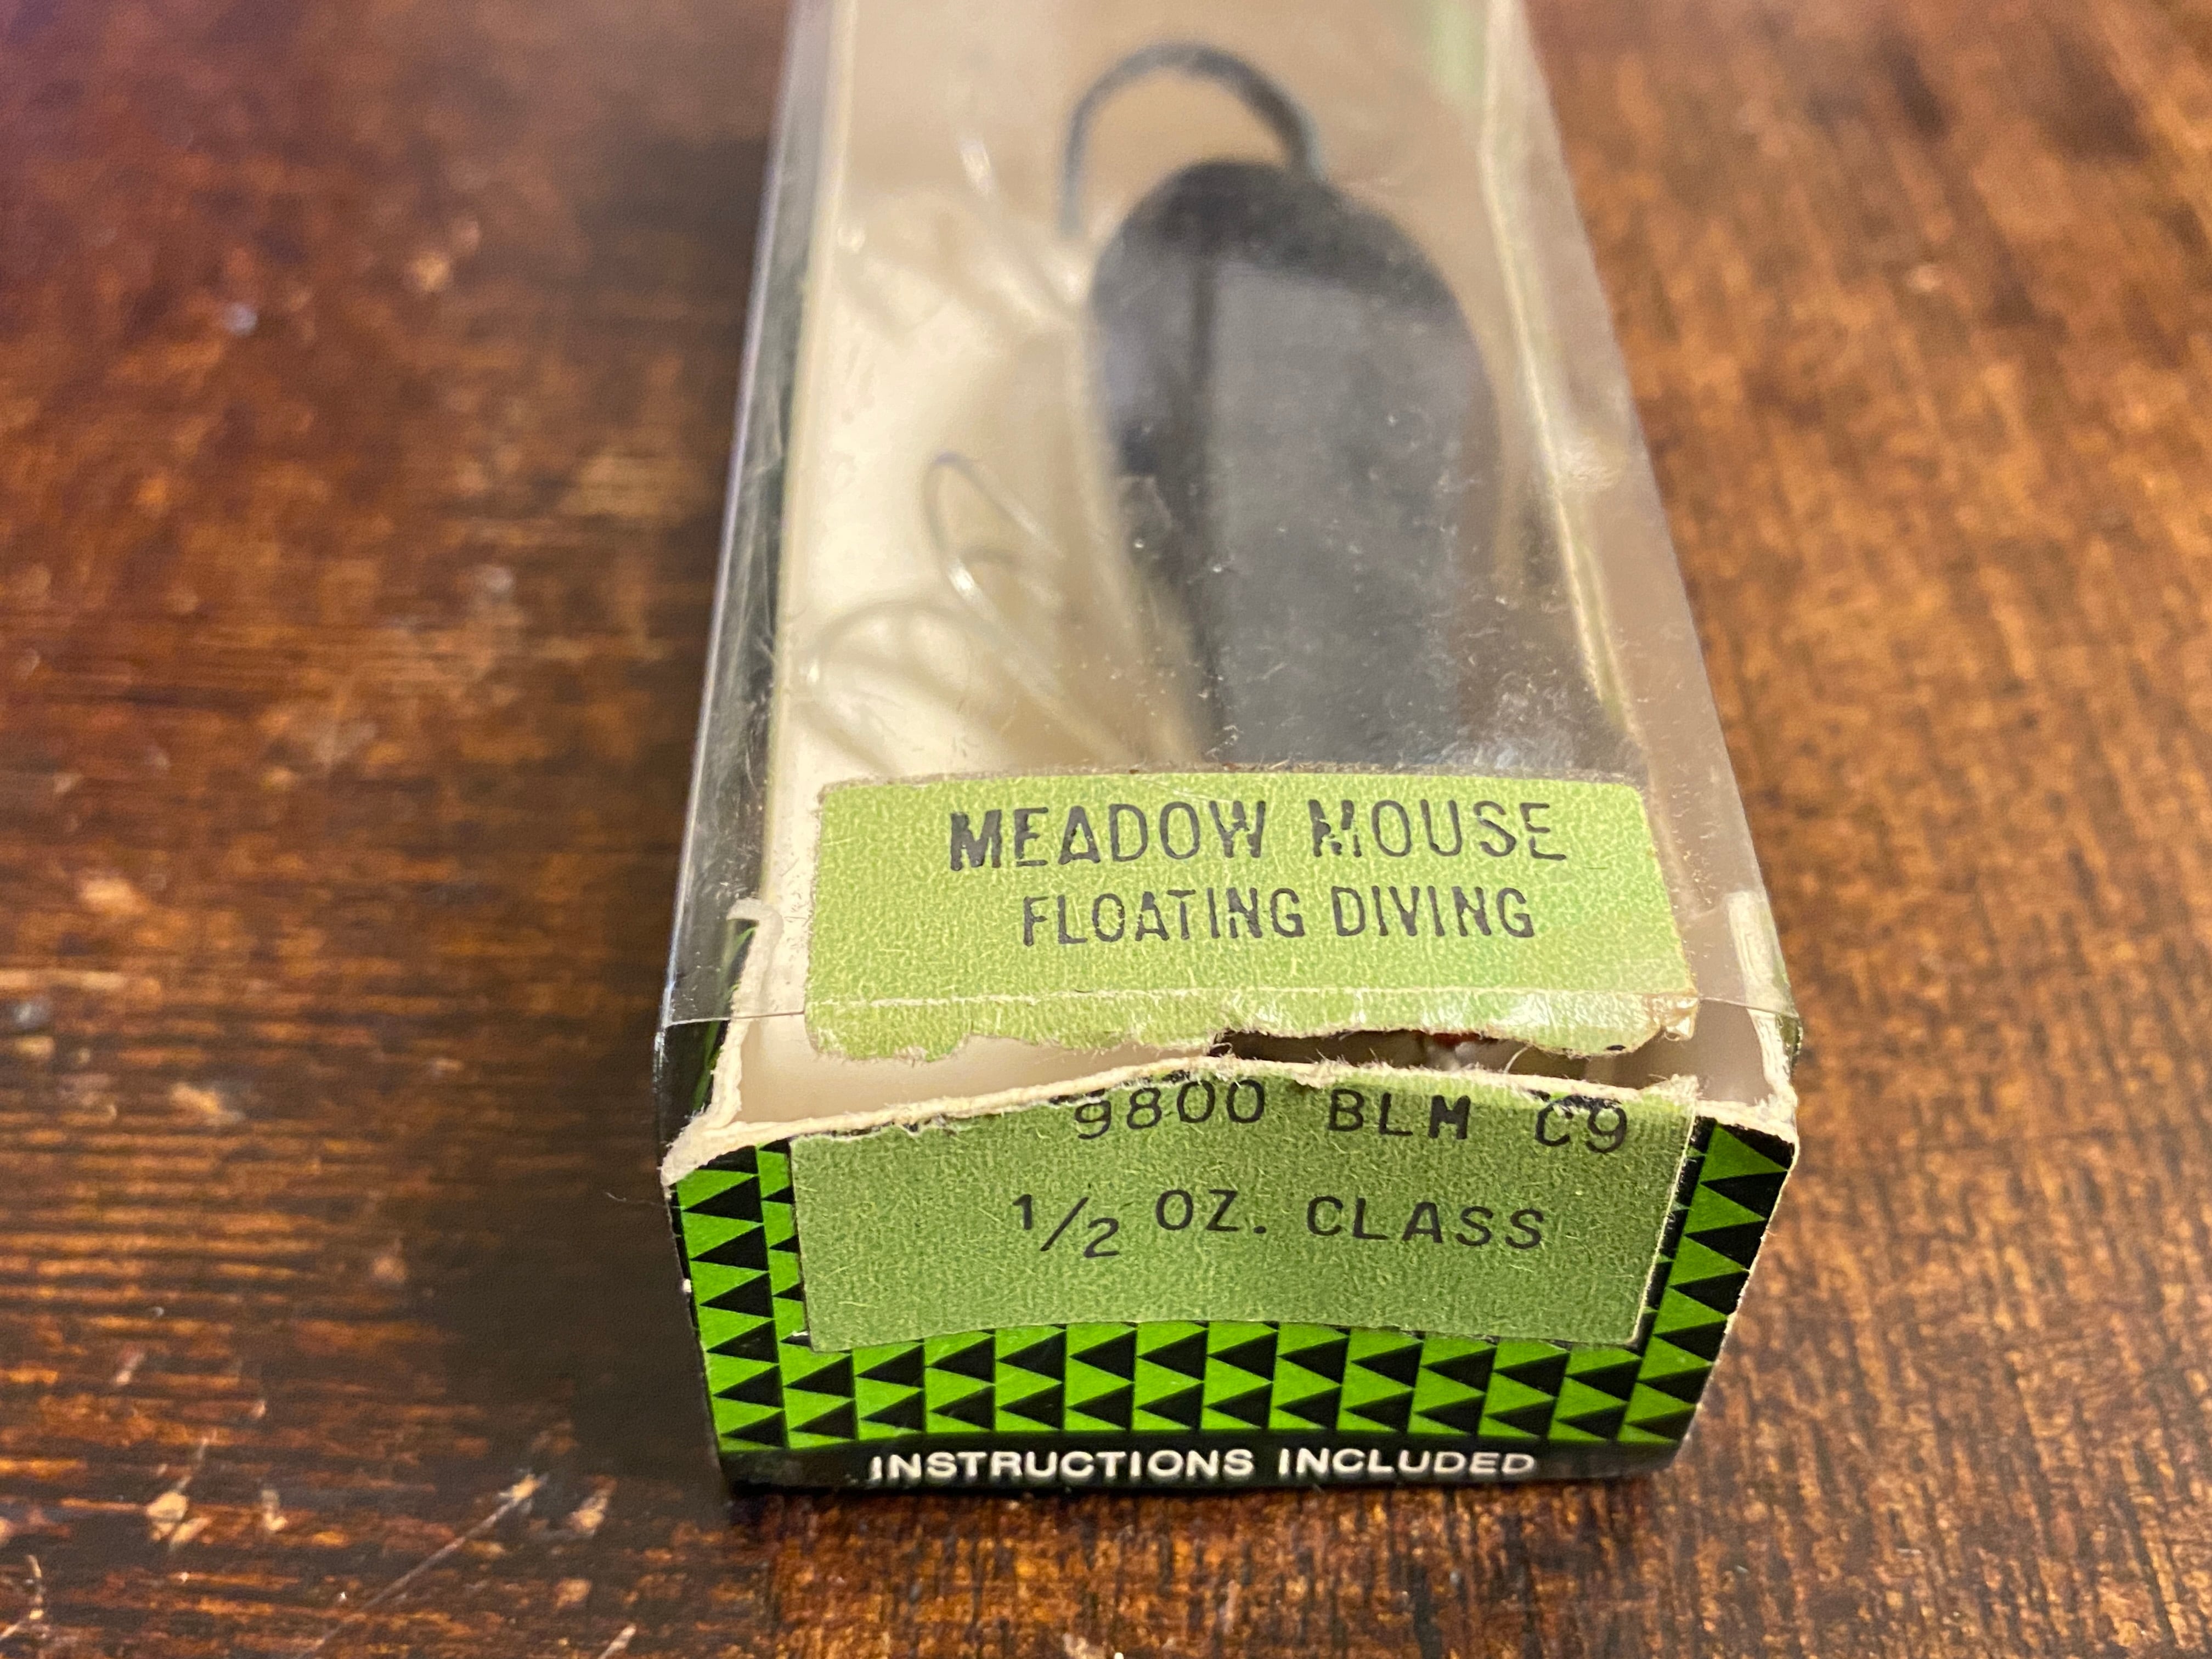 MEADOW MOUSE
FLOATING DIVING
9800 BLM C9
1/2 OZ. CLASS
INSTRUCTIONS INCLUDED